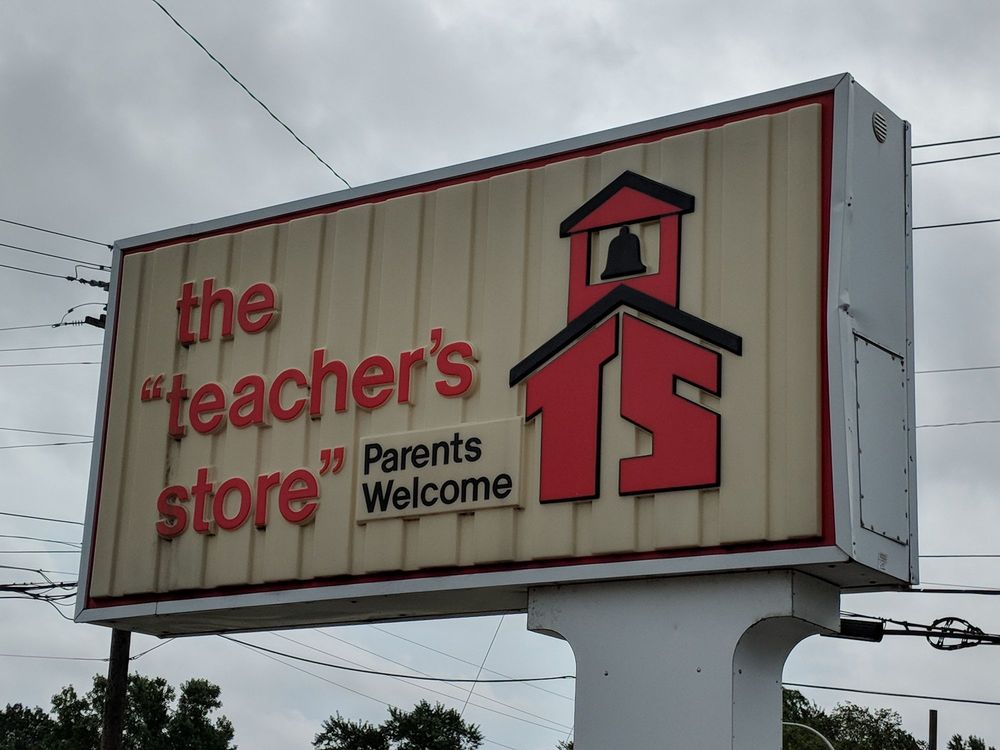 the
“teacher's
store”
Parents
Welcome
TS